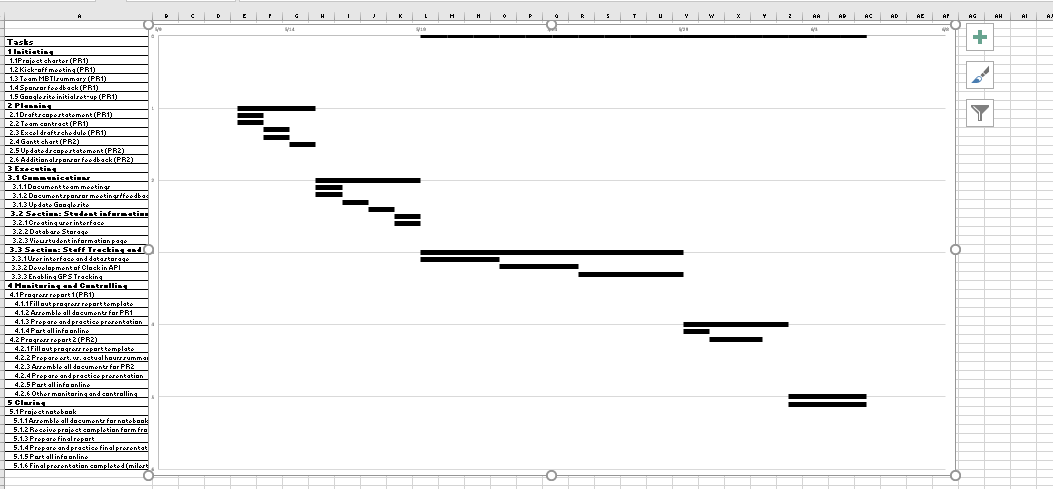 A B C D E F G H I J K L M N O P Q R S T U V W X Y Z AA AB AC AD AE AF AG AH AI AJ
5/9 5/14 5/19 5/29 6/3 6/8
Tasks
1 Initiating
1.1 Project charter (PR1)
1.2 Kick-off meeting (PR1)
1.3 Team MBTI summary (PR1)
1.4 Sponsor feedback (PR1)
1.5 Google site initial set-up (PR1)
2 Planning
2.1 Draft scope statement (PR1)
2.2 Team contract (PR1)
2.3 Excel draft schedule (PR1)
2.4 Gantt chart (PR2)
2.5 Updated scope statement (PR2)
2.6 Additional sponsor feedback (PR2)
3 Executing
3.1 Communications
3.1.1 Document team meetings
3.1.2 Document sponsor meetings/feedbac
3.1.3 Update Google site
3.2 Section: Student information
3.2.1 Creating user interface
3.2.2 Database Storage
3.2.3 View student information page
3.3 Section: Staff Tracking and
3.3.1 User interface and data storage
3.3.2 Development of Clock in API
3.3.3 Enabling GPS Tracking
4 Monitoring and Controlling
4.1 Progress report 1 (PR1)
4.1.1 Fill out progress report template
4.1.2 Assemble all documents for PR1
4.1.3 Prepare and practice presentation
4.1.4 Post all info online
4.2 Progress report 2 (PR2)
4.2.1 Fill out progress report template
4.2.2 Prepare est. vs. actual hours summar
4.2.3 Assemble all documents for PR2
4.2.4 Prepare and practice presentation
4.2.5 Post all info online
4.2.6 Other monitoring and controlling
5 Closing
5.1 Project notebook
5.1.1 Assemble all documents for notebook
5.1.2 Receive project completion form fro
5.1.3 Prepare final report
5.1.4 Prepare and practice final presentat
5.1.5 Post all info online
5.1.6 Final presentation completed (milest